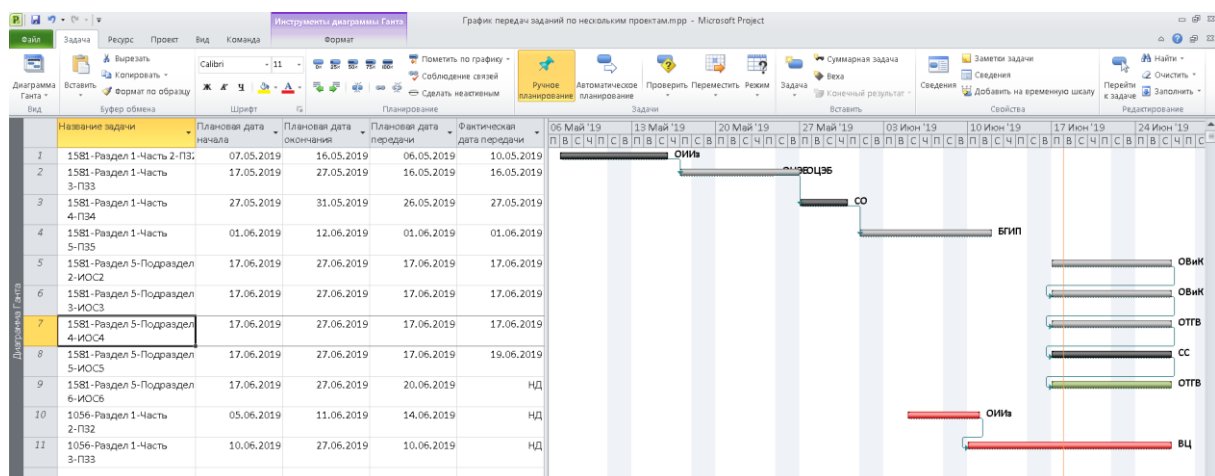 Инструменты диаграммы Ганта
График передач заданий по нескольким проектам.mpp - Microsoft Project
Файл Задача Ресурс Проект Вид Команда Формат
Диаграмма Ганта
Вид
Вставить
Вырезать
Копировать
Формат по образцу
Буфер обмена
Calibri 11
Ж К Ч
Шрифт
0% 25% 50% 75% 100%
Пометить по графику
Соблюдение связей
Сделать неактивным
Планирование
Ручное планирование
Автоматическое планирование
Проверить Переместить Режим
Задачи
Задача
Суммарная задача
Веха
Конечный результат
Вставить
Сведения
Заметки задачи
Сведения
Добавить на временную шкалу
Свойства
Перейти к задаче
Найти
Очистить
Заполнить
Редактирование
Название задачи Плановая дата начала Плановая дата окончания Плановая дата передачи Фактическая дата передачи
06 Май '19 13 Май '19 20 Май '19 27 Май '19 03 Июн '19 10 Июн '19 17 Июн '19 24 Июн '19
П В С Ч П С В П В С Ч П С В П В С Ч П С В П В С Ч П С В П В С Ч П С В П В С Ч П С В П В С Ч П С В П В С Ч П С
1 1581-Раздел 1-Часть 2-ПЗ2 07.05.2019 16.05.2019 06.05.2019 10.05.2019 ОИИз
2 1581-Раздел 1-Часть 3-ПЗ3 17.05.2019 27.05.2019 16.05.2019 16.05.2019 ОЦЭБ
3 1581-Раздел 1-Часть 4-ПЗ4 27.05.2019 31.05.2019 26.05.2019 27.05.2019 СО
4 1581-Раздел 1-Часть 5-ПЗ5 01.06.2019 12.06.2019 01.06.2019 01.06.2019 БГИП
5 1581-Раздел 5-Подраздел 2-ИОС2 17.06.2019 27.06.2019 17.06.2019 17.06.2019 ОВиК
6 1581-Раздел 5-Подраздел 3-ИОС3 17.06.2019 27.06.2019 17.06.2019 17.06.2019 ОВиК
7 1581-Раздел 5-Подраздел 4-ИОС4 17.06.2019 27.06.2019 17.06.2019 17.06.2019 ОТГВ
8 1581-Раздел 5-Подраздел 5-ИОС5 17.06.2019 27.06.2019 17.06.2019 19.06.2019 СС
9 1581-Раздел 5-Подраздел 6-ИОС6 17.06.2019 27.06.2019 20.06.2019 НД ОТГВ
10 1056-Раздел 1-Часть 2-ПЗ2 05.06.2019 11.06.2019 14.06.2019 НД ОИИз
11 1056-Раздел 1-Часть 3-ПЗ3 10.06.2019 27.06.2019 10.06.2019 НД ВЦ
Диаграмма Ганта